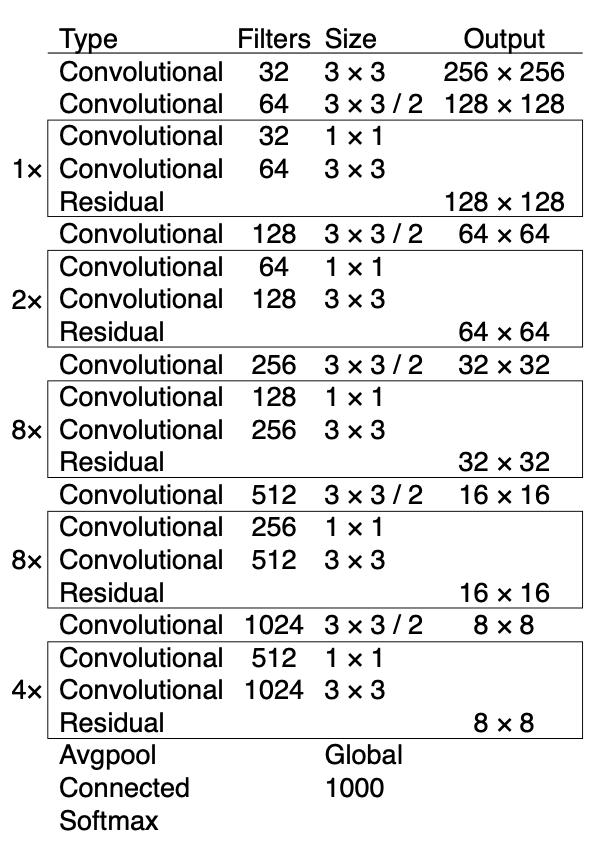 Type Filters Size Output
Convolutional 32 3 × 3 256 × 256
Convolutional 64 3 × 3 / 2 128 × 128
Convolutional 32 1 × 1
1× Convolutional 64 3 × 3
Residual 128 × 128
Convolutional 128 3 × 3 / 2 64 × 64
Convolutional 64 1 × 1
2× Convolutional 128 3 × 3
Residual 64 × 64
Convolutional 256 3 × 3 / 2 32 × 32
Convolutional 128 1 × 1
8× Convolutional 256 3 × 3
Residual 32 × 32
Convolutional 512 3 × 3 / 2 16 × 16
Convolutional 256 1 × 1
8× Convolutional 512 3 × 3
Residual 16 × 16
Convolutional 1024 3 × 3 / 2 8 × 8
Convolutional 512 1 × 1
4× Convolutional 1024 3 × 3
Residual 8 × 8
Avgpool Global
Connected 1000
Softmax